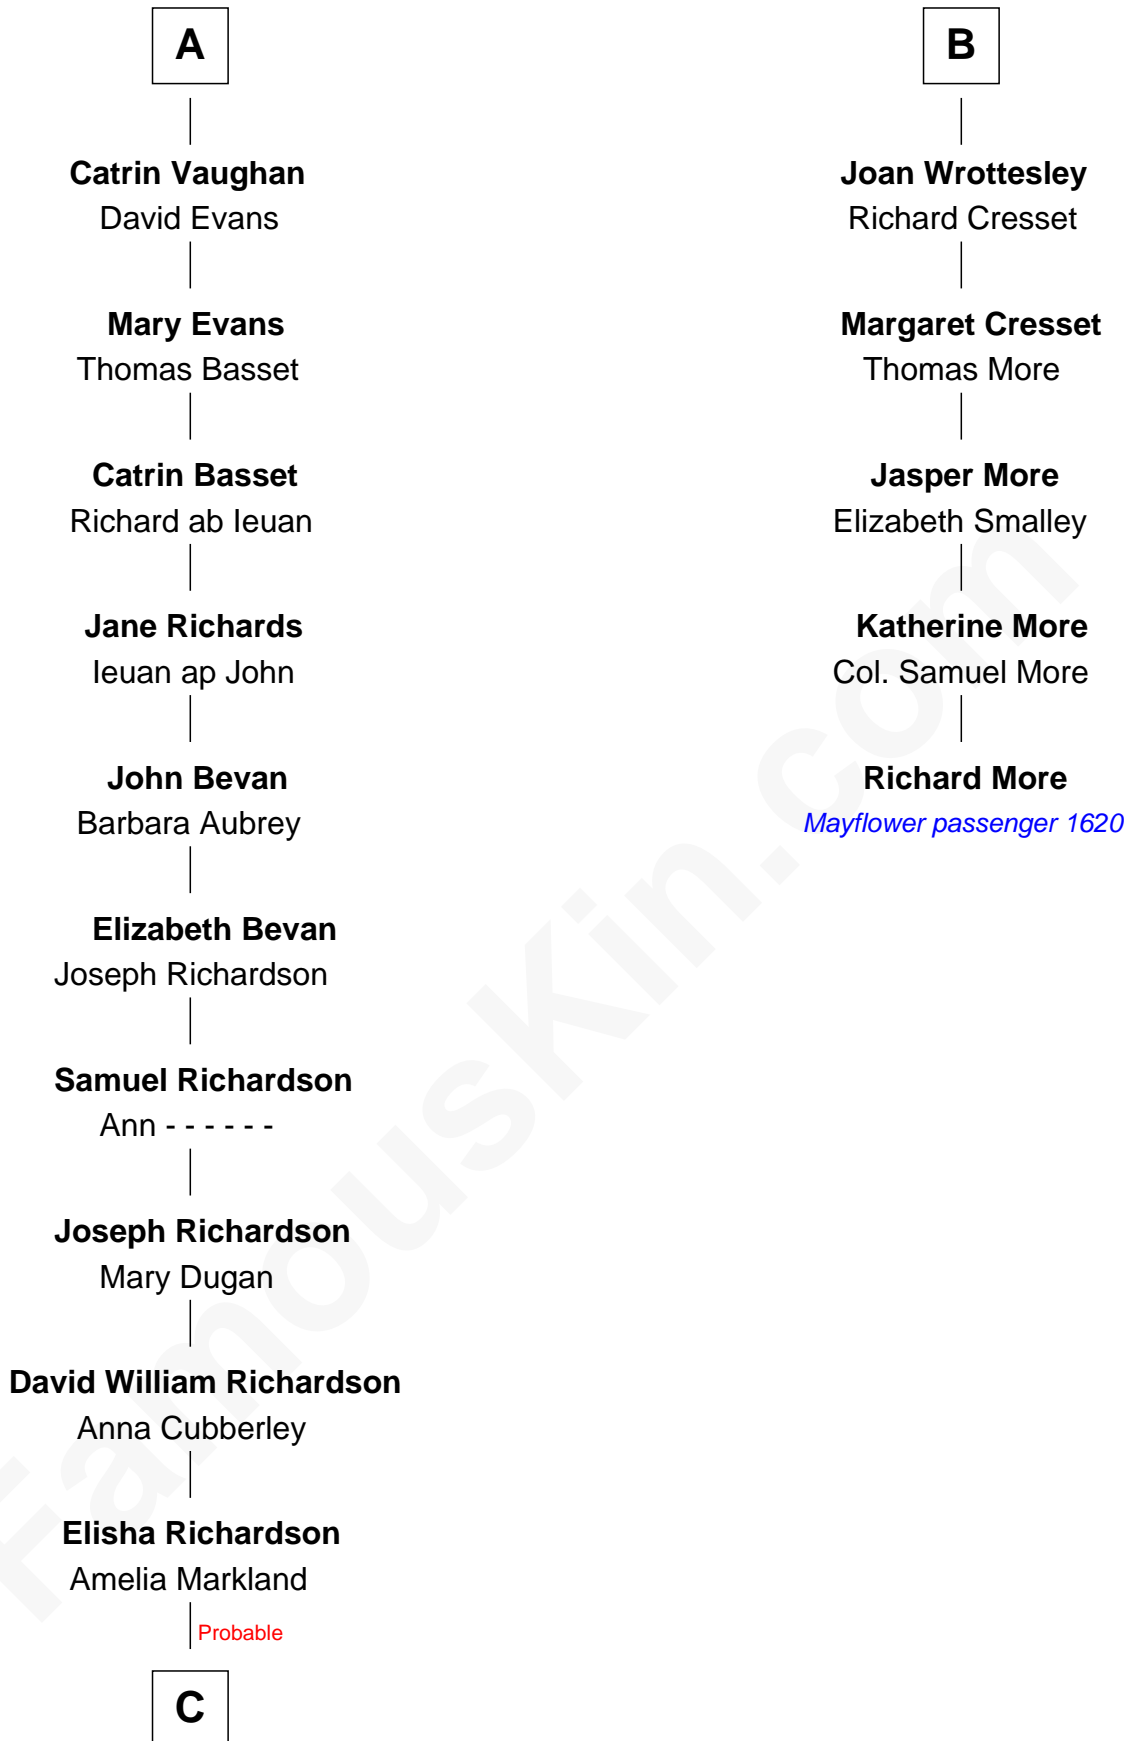 A
Catrin Vaughan
David Evans
Mary Evans
Thomas Basset
Catrin Basset
Richard ab Ieuan
Jane Richards
Ieuan ap John
John Bevan
Barbara Aubrey
Elizabeth Bevan
Joseph Richardson
Samuel Richardson
Ann - - - - - -
Joseph Richardson
Mary Dugan
David William Richardson
Anna Cubberley
Elisha Richardson
Amelia Markland
Probable
C
B
Joan Wrottesley
Richard Cresset
Margaret Cresset
Thomas More
Jasper More
Elizabeth Smalley
Katherine More
Col. Samuel More
Richard More
Mayflower passenger 1620
FamousKin.com